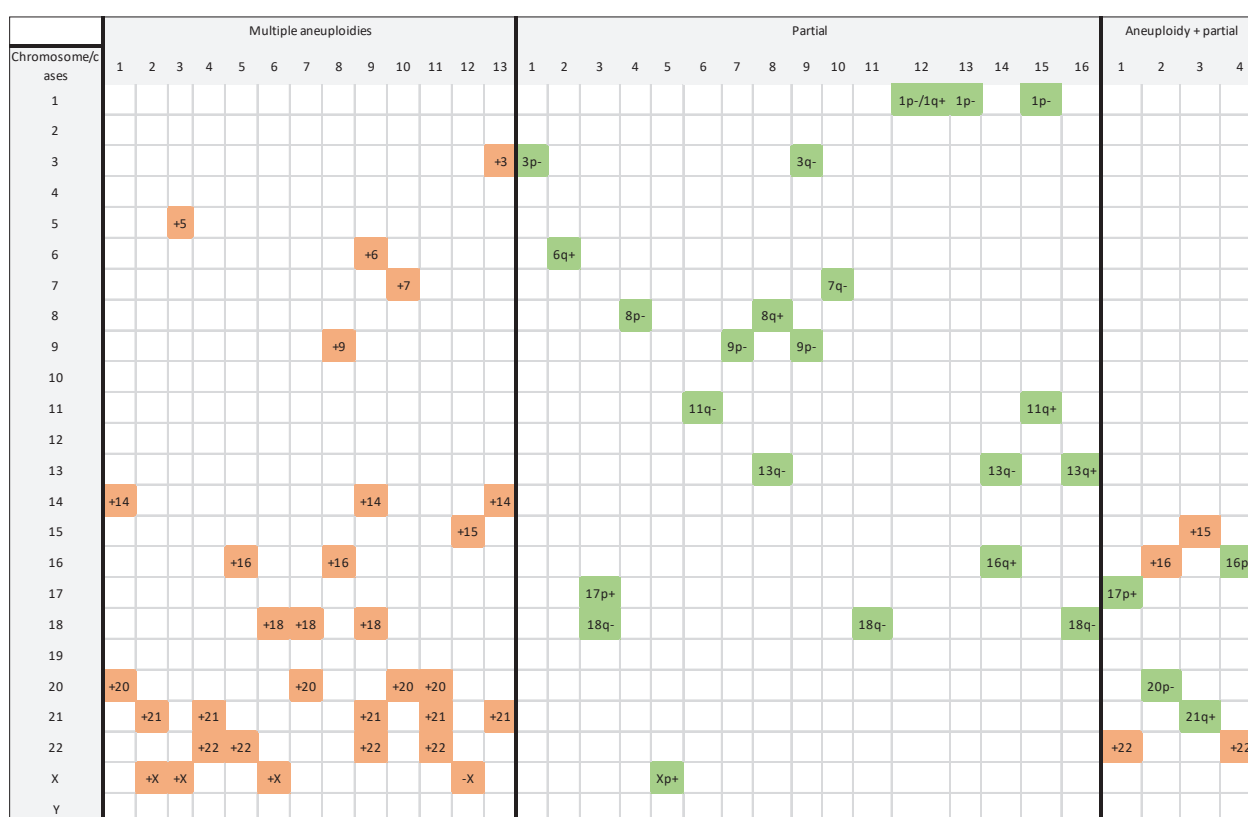 Multiple aneuploidies Partial Aneuploidy + partial
Chromosome/c
ases 1 2 3 4 5 6 7 8 9 10 11 12 13 1 2 3 4 5 6 7 8 9 10 11 12 13 14 15 16 1 2 3 4
1 1p-/1q+ 1p- 1p-
2
3 +3 3p- 3q-
4
5 +5
6 +6 6q+
7 +7 7q-
8 8p- 8q+
9 +9 9p- 9p-
10
11 11q- 11q+
12
13 13q- 13q- 13q+
14 +14 +14 +14
15 +15 +15
16 +16 +16 16q+ +16 16p
17 17p+ 17p+
18 +18 +18 +18 18q- 18q- 18q-
19
20 +20 +20 +20 +20 20p-
21 +21 +21 +21 +21 +21 21q+
22 +22 +22 +22 +22 +22 +22
X +X +X +X -X Xp+
Y